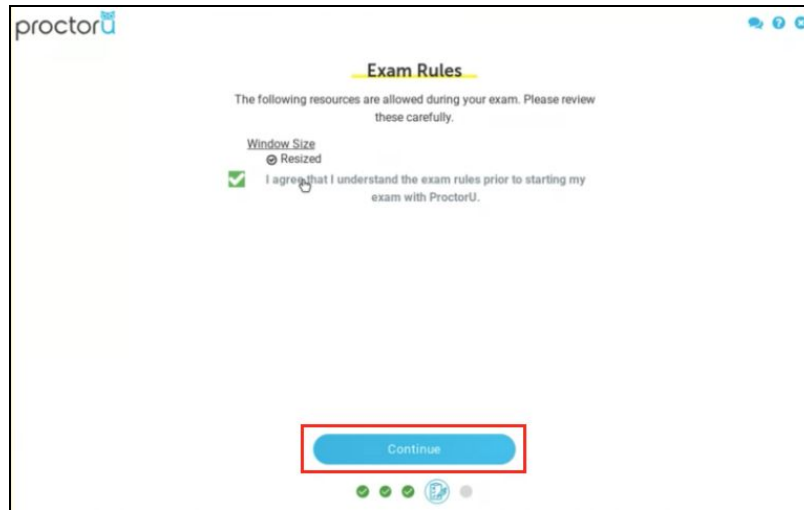 proctorU
Exam Rules
The following resources are allowed during your exam. Please review
these carefully.
Window Size
Resized
I agree that I understand the exam rules prior to starting my
exam with ProctorU.
Continue